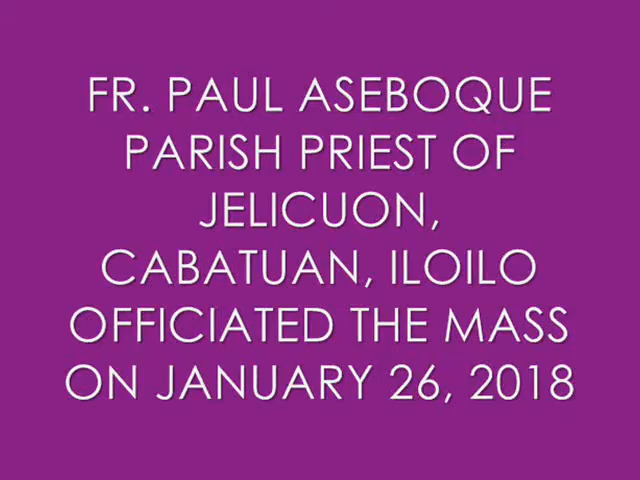 FR. PAUL ASEBOQUE
PARISH PRIEST OF
JELICUON,
CABATUAN, ILOILO
OFFICIATED THE MASS
ON JANUARY 26, 2018